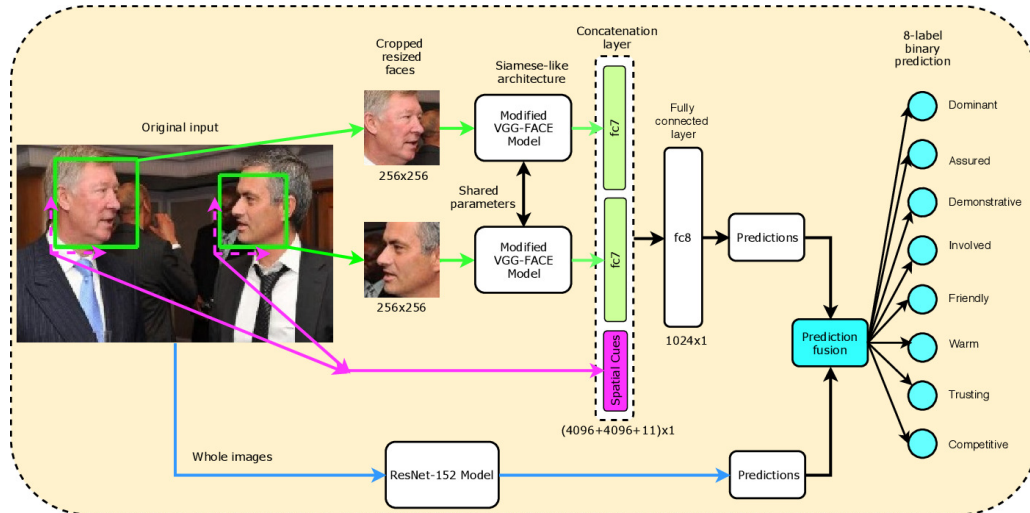 8-label
binary
prediction
Cropped
resized
faces
Concatenation
layer
Siamese-like
architecture
Original input
Modified
VGG-FACE
Model
fc7
Fully
connected
layer
Dominant
Assured
256x256
Shared
parameters
Demonstrative
Modified
VGG-FACE
Model
fc7
fc8
Predictions
Involved
256x256
Friendly
1024x1
Prediction
fusion
Warm
Spatial Cues
Trusting
(4096+4096+11)x1
Competitive
Whole images
ResNet-152 Model
Predictions